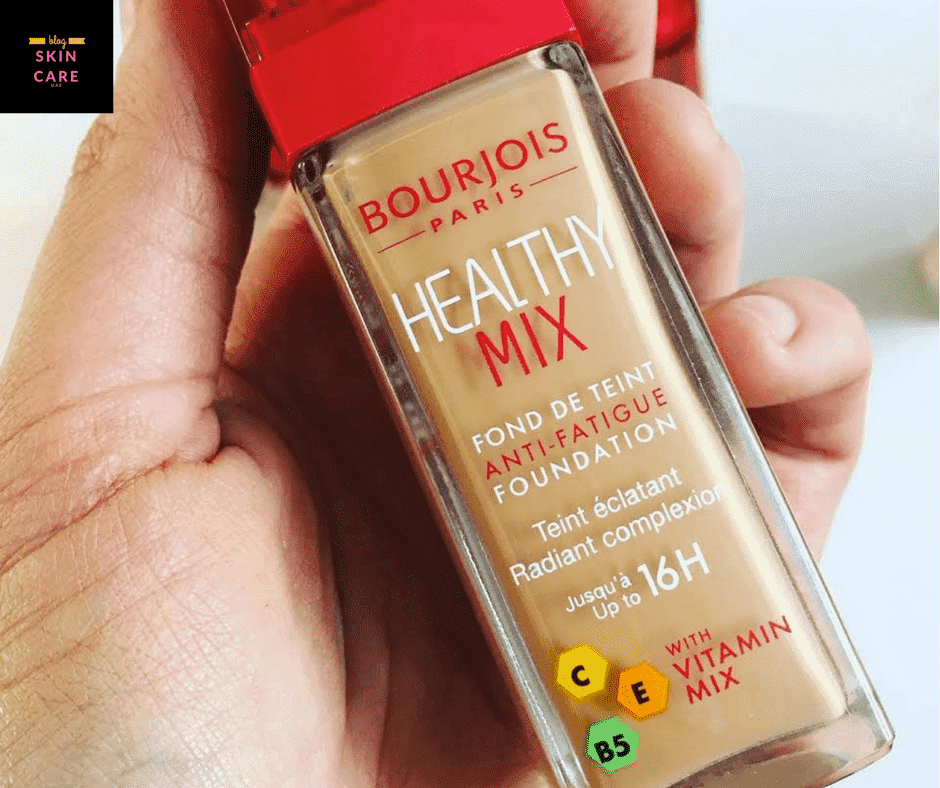 blog
SKIN
CARE
UAE
BOURJOIS
PARIS
HEALTHY
MIX
FOND DE TEINT
ANTI-FATIGUE
FOUNDATION
Teint éclatant
Radiant complexion
Jusqu'à
Up to 16H
C
E
B5
WITH
VITAMIN
MIX